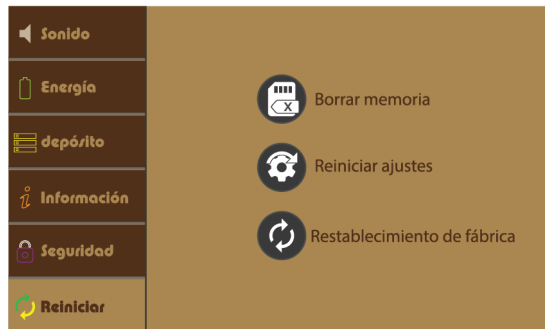 Sonido
Energía
depósito
Información
Seguridad
Reiniciar
Borrar memoria
Reiniciar ajustes
Restablecimiento de fábrica